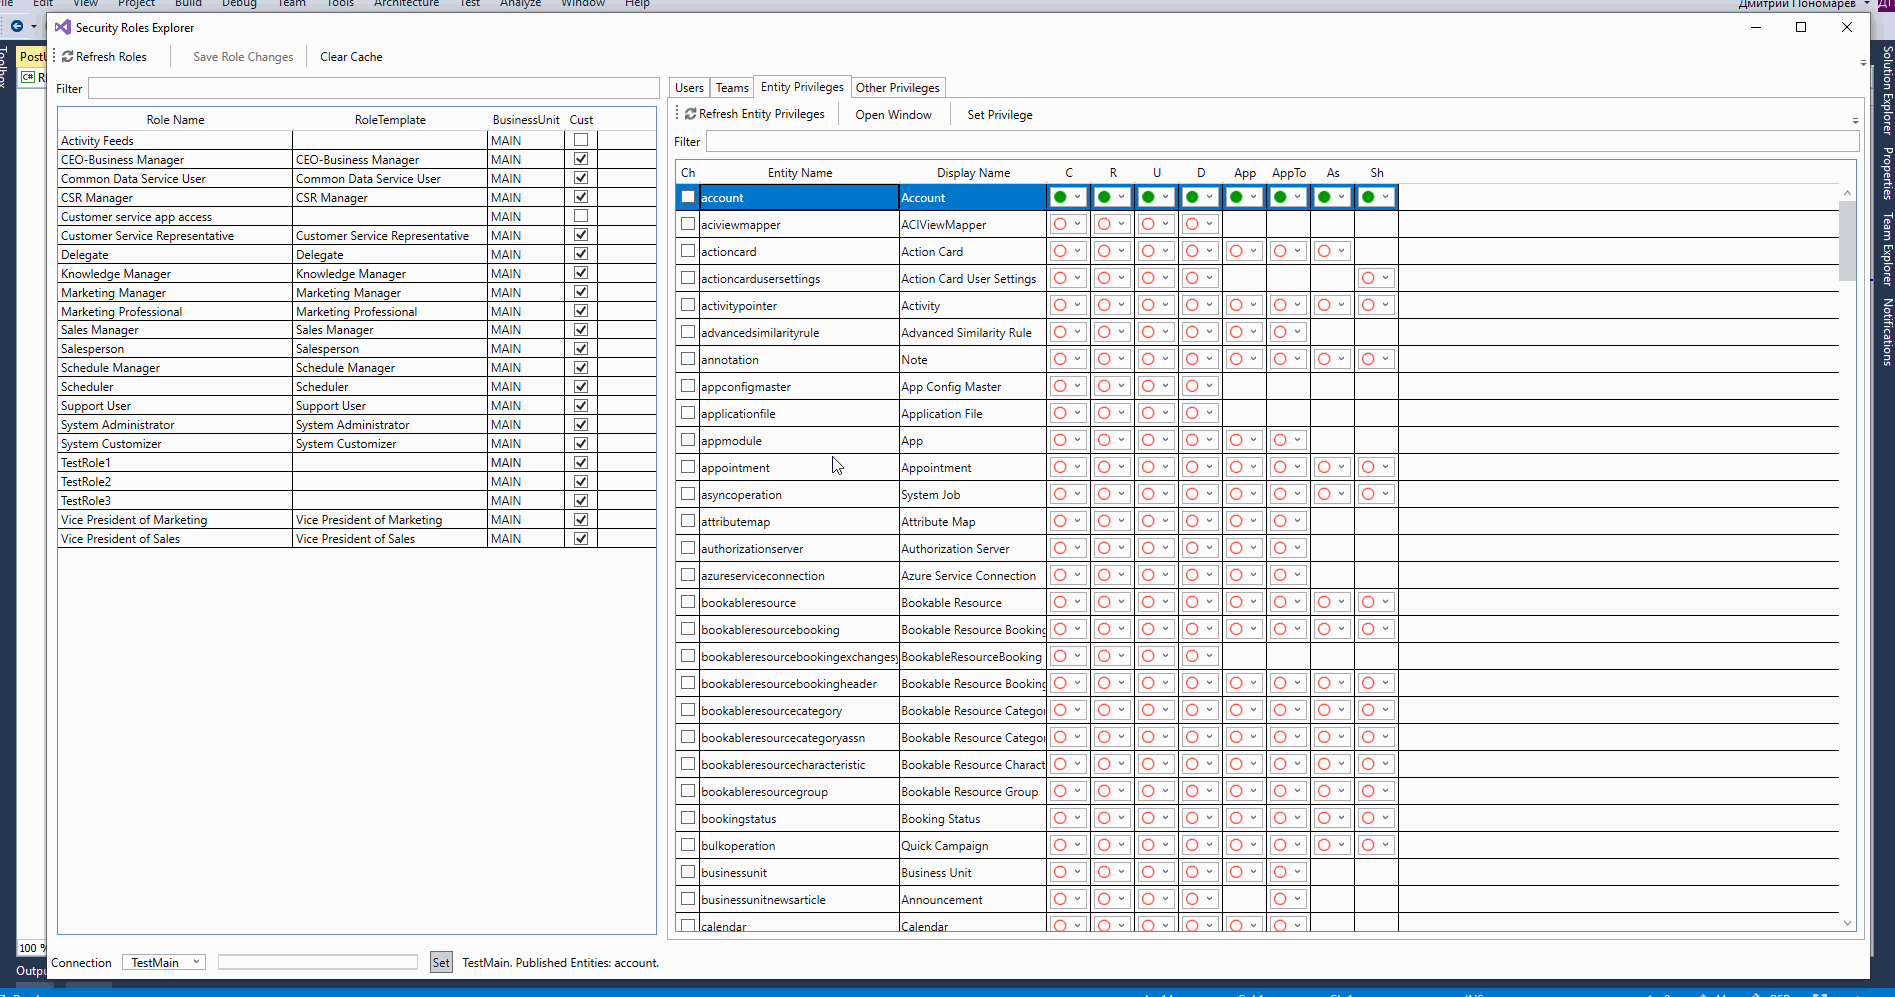 File Edit View Project Build Debug Team Tools Architecture Test Analyze Window Help
Дмитрий Пономарев
ДП
Security Roles Explorer
Refresh Roles Save Role Changes Clear Cache
Filter
Role Name RoleTemplate BusinessUnit Cust
Activity Feeds MAIN
CEO-Business Manager CEO-Business Manager MAIN
Common Data Service User Common Data Service User MAIN
CSR Manager CSR Manager MAIN
Customer service app access MAIN
Customer Service Representative Customer Service Representative MAIN
Delegate Delegate MAIN
Knowledge Manager Knowledge Manager MAIN
Marketing Manager Marketing Manager MAIN
Marketing Professional Marketing Professional MAIN
Sales Manager Sales Manager MAIN
Salesperson Salesperson MAIN
Schedule Manager Schedule Manager MAIN
Scheduler Scheduler MAIN
Support User Support User MAIN
System Administrator System Administrator MAIN
System Customizer System Customizer MAIN
TestRole1 MAIN
TestRole2 MAIN
TestRole3 MAIN
Vice President of Marketing Vice President of Marketing MAIN
Vice President of Sales Vice President of Sales MAIN
Users Teams Entity Privileges Other Privileges
Refresh Entity Privileges Open Window Set Privilege
Filter
Ch Entity Name Display Name C R U D App AppTo As Sh
account Account
aciviewmapper ACIViewMapper
actioncard Action Card
actioncardusersettings Action Card User Settings
activitypointer Activity
advancedsimilarityrule Advanced Similarity Rule
annotation Note
appconfigmaster App Config Master
applicationfile Application File
appmodule App
appointment Appointment
asyncoperation System Job
attributemap Attribute Map
authorizationserver Authorization Server
azureserviceconnection Azure Service Connection
bookableresource Bookable Resource
bookableresourcebooking Bookable Resource Booking
bookableresourcebookingexchangesy BookableResourceBooking
bookableresourcebookingheader Bookable Resource Booking
bookableresourcecategory Bookable Resource Categor
bookableresourcecategoryassn Bookable Resource Categor
bookableresourcecharacteristic Bookable Resource Charact
bookableresourcegroup Bookable Resource Group
bookingstatus Booking Status
bulkoperation Quick Campaign
businessunit Business Unit
businessunitnewsarticle Announcement
calendar Calendar
Connection TestMain Set TestMain. Published Entities: account.
Toolbox
PostU
C# R
100 %
Outpu
Solution Explorer
Properties
Team Explorer
Notifications